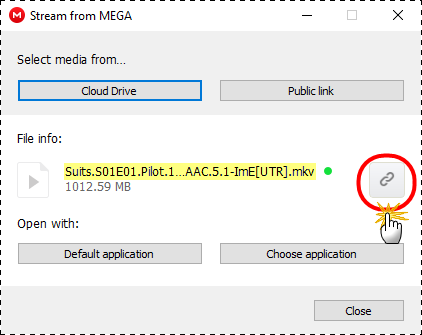 Stream from MEGA
Select media from...
Cloud Drive
Public link
File info:
Suits.S01E01.Pilot.1...AAC.5.1-ImE[UTR].mkv
1012.59 MB
Open with:
Default application
Choose application
Close